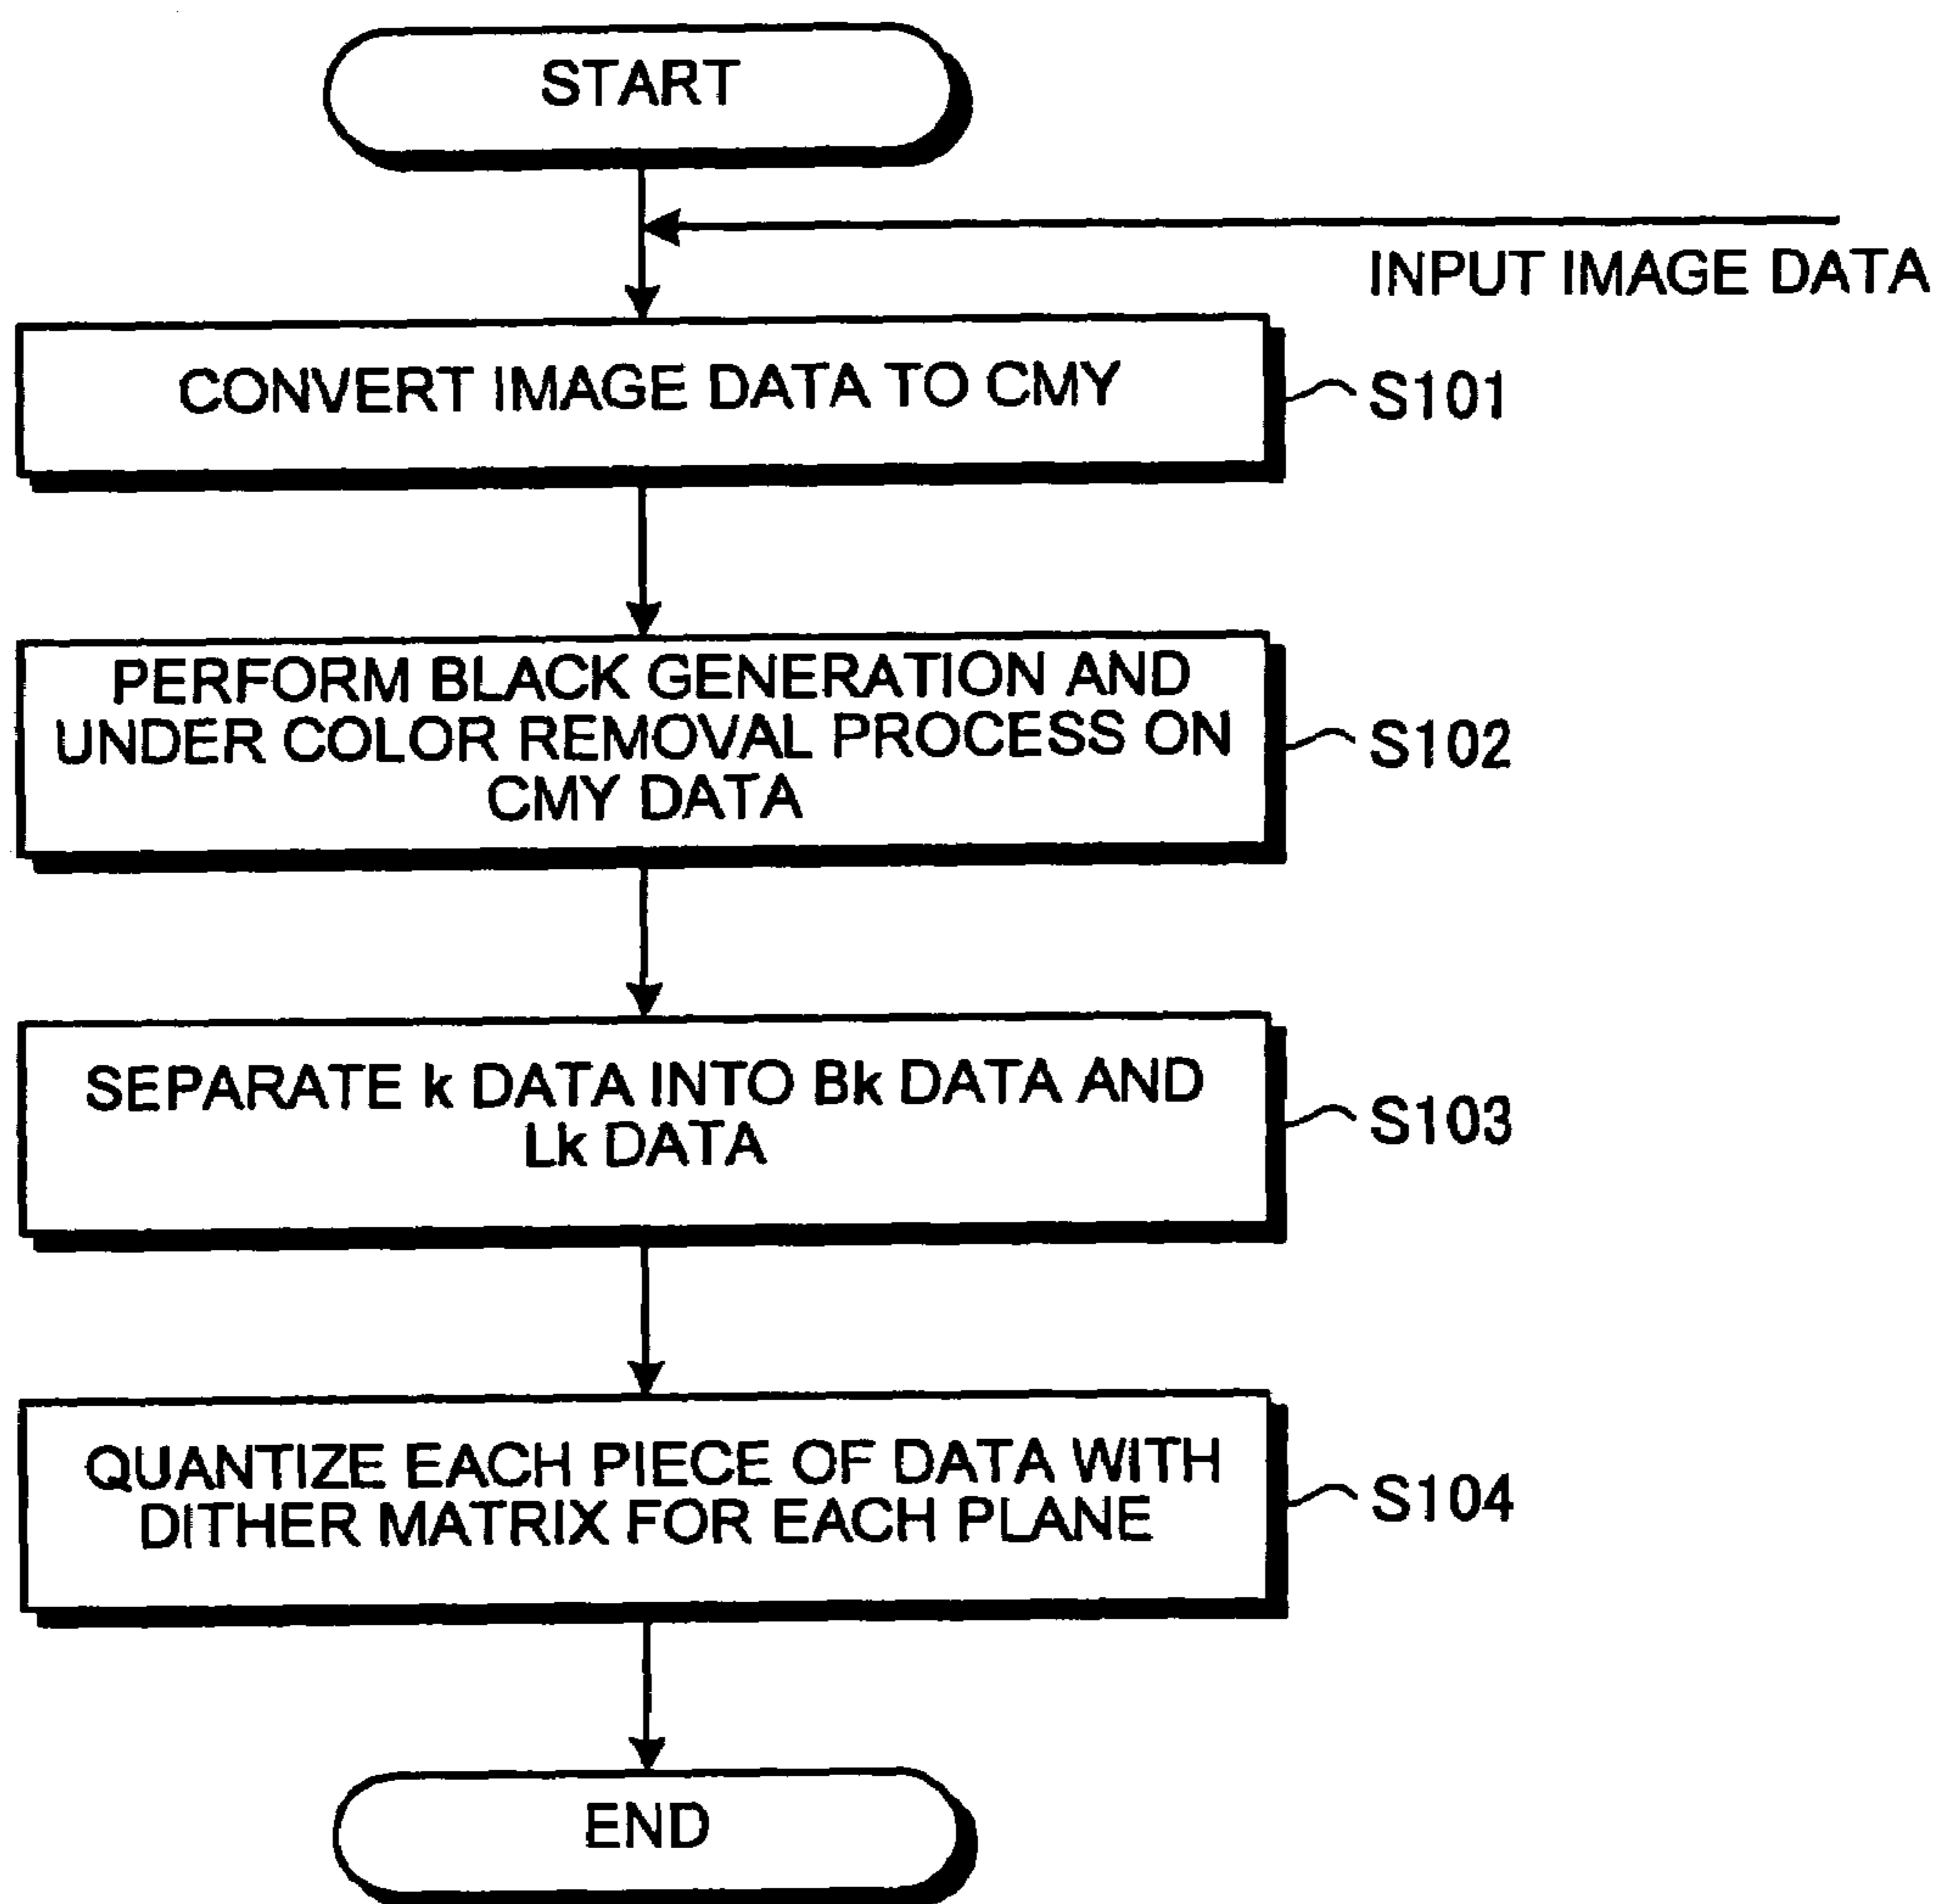 START
INPUT IMAGE DATA
CONVERT IMAGE DATA TO CMY
S101
PERFORM BLACK GENERATION AND
UNDER COLOR REMOVAL PROCESS ON
CMY DATA
S102
SEPARATE k DATA INTO Bk DATA AND
Lk DATA
S103
QUANTIZE EACH PIECE OF DATA WITH
DITHER MATRIX FOR EACH PLANE
S104
END